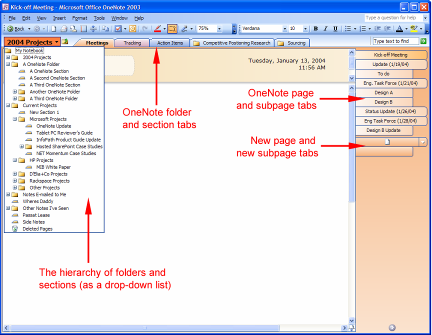 Kick-off Meeting - Microsoft Office OneNote 2003
File Edit View Insert Format Tools Window Help
Type a question for help
Back
75%
Verdana
10
B
2004 Projects
Meetings
Tracking
Action Items
Competitive Positioning Research
Sourcing
Type text to find
My Notebook
2004 Projects
A OneNote Folder
A OneNote Section
A Second OneNote Section
A Third OneNote Section
Another OneNote Folder
A Third OneNote Folder
Current Projects
New Section 1
Microsoft Projects
OneNote Update
Tablet PC Reviewer's Guide
InfoPath Product Guide Update
Hosted SharePoint Case Studies
.NET Momentum Case Studies
HP Projects
MIB White Paper
D'Bla+Co Projects
Rackspace Projects
Other Projects
Notes E-mailed to Me
Wheres Daddy
Other Notes I've Seen
Passet Lease
Side Notes
Deleted Pages
Tuesday, January 13, 2004
11:56 AM
Kick-off Meeting
Update (1/19/04)
To do
Eng. Task Force (1/21/04)
Design A
Design B
Status Update (1/26/04)
Eng Task Force (1/28/04)
Design B Update
OneNote folder
and section tabs
OneNote page
and subpage tabs
New page and
new subpage tabs
The hierarchy of folders and
sections (as a drop-down list)